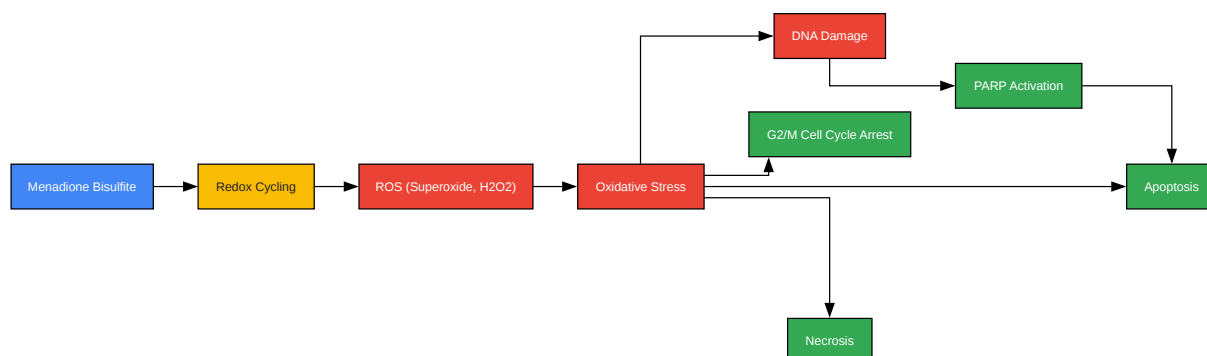 DNA Damage
PARP Activation
G2/M Cell Cycle Arrest
Menadione Bisulfite
Redox Cycling
ROS (Superoxide, H2O2)
Oxidative Stress
Apoptosis
Necrosis